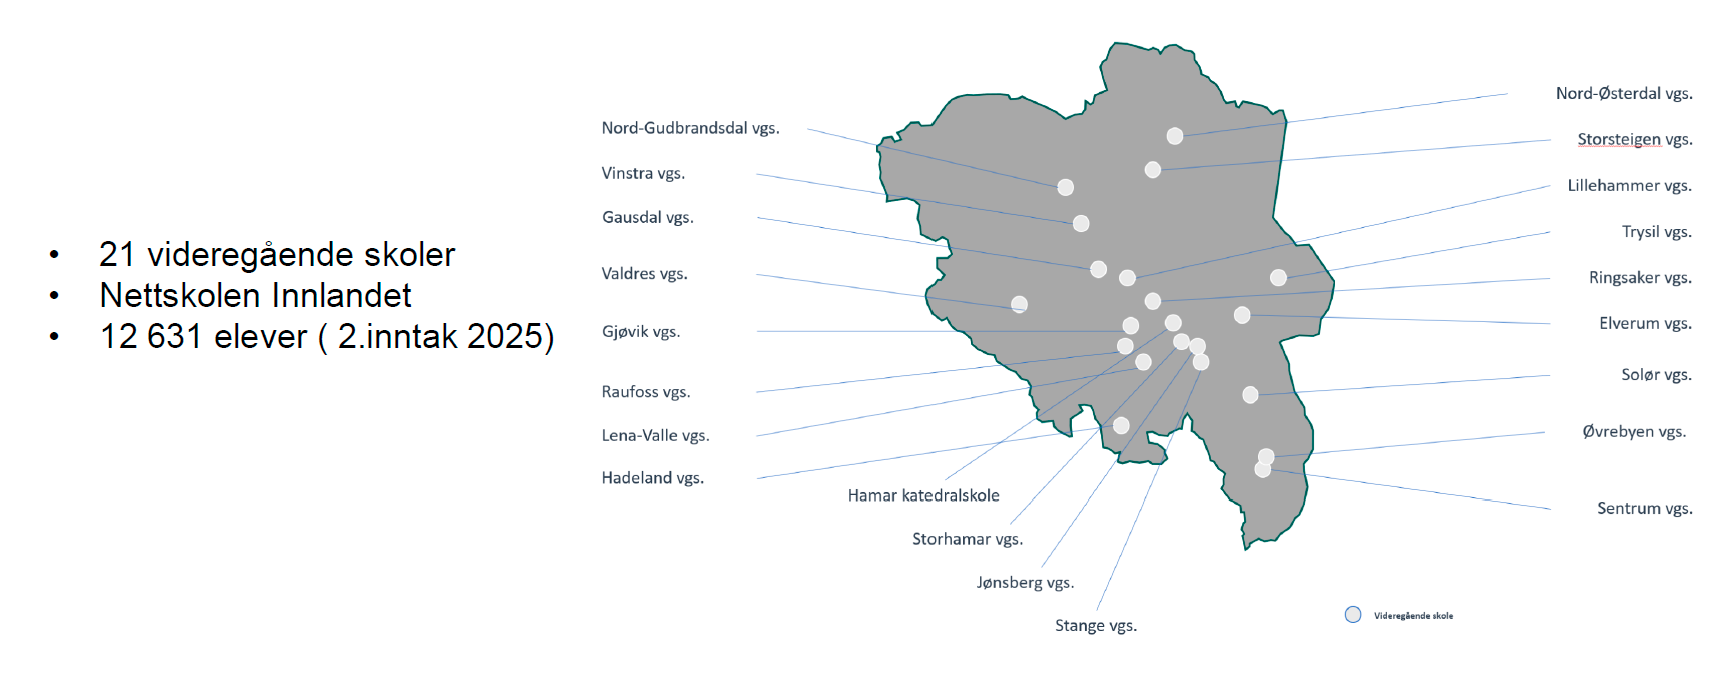 • 21 videregående skoler
• Nettskolen Innlandet
• 12 631 elever ( 2.inntak 2025)
Nord-Gudbrandsdal vgs.
Vinstra vgs.
Gausdal vgs.
Valdres vgs.
Gjøvik vgs.
Raufoss vgs.
Lena-Valle vgs.
Hadeland vgs.
Hamar katedralskole
Storhamar vgs.
Jønsberg vgs.
Stange vgs.
Nord-Østerdal vgs.
Storsteigen vgs.
Lillehammer vgs.
Trysil vgs.
Ringsaker vgs.
Elverum vgs.
Solør vgs.
Øvrebyen vgs.
Sentrum vgs.
Videregående skole